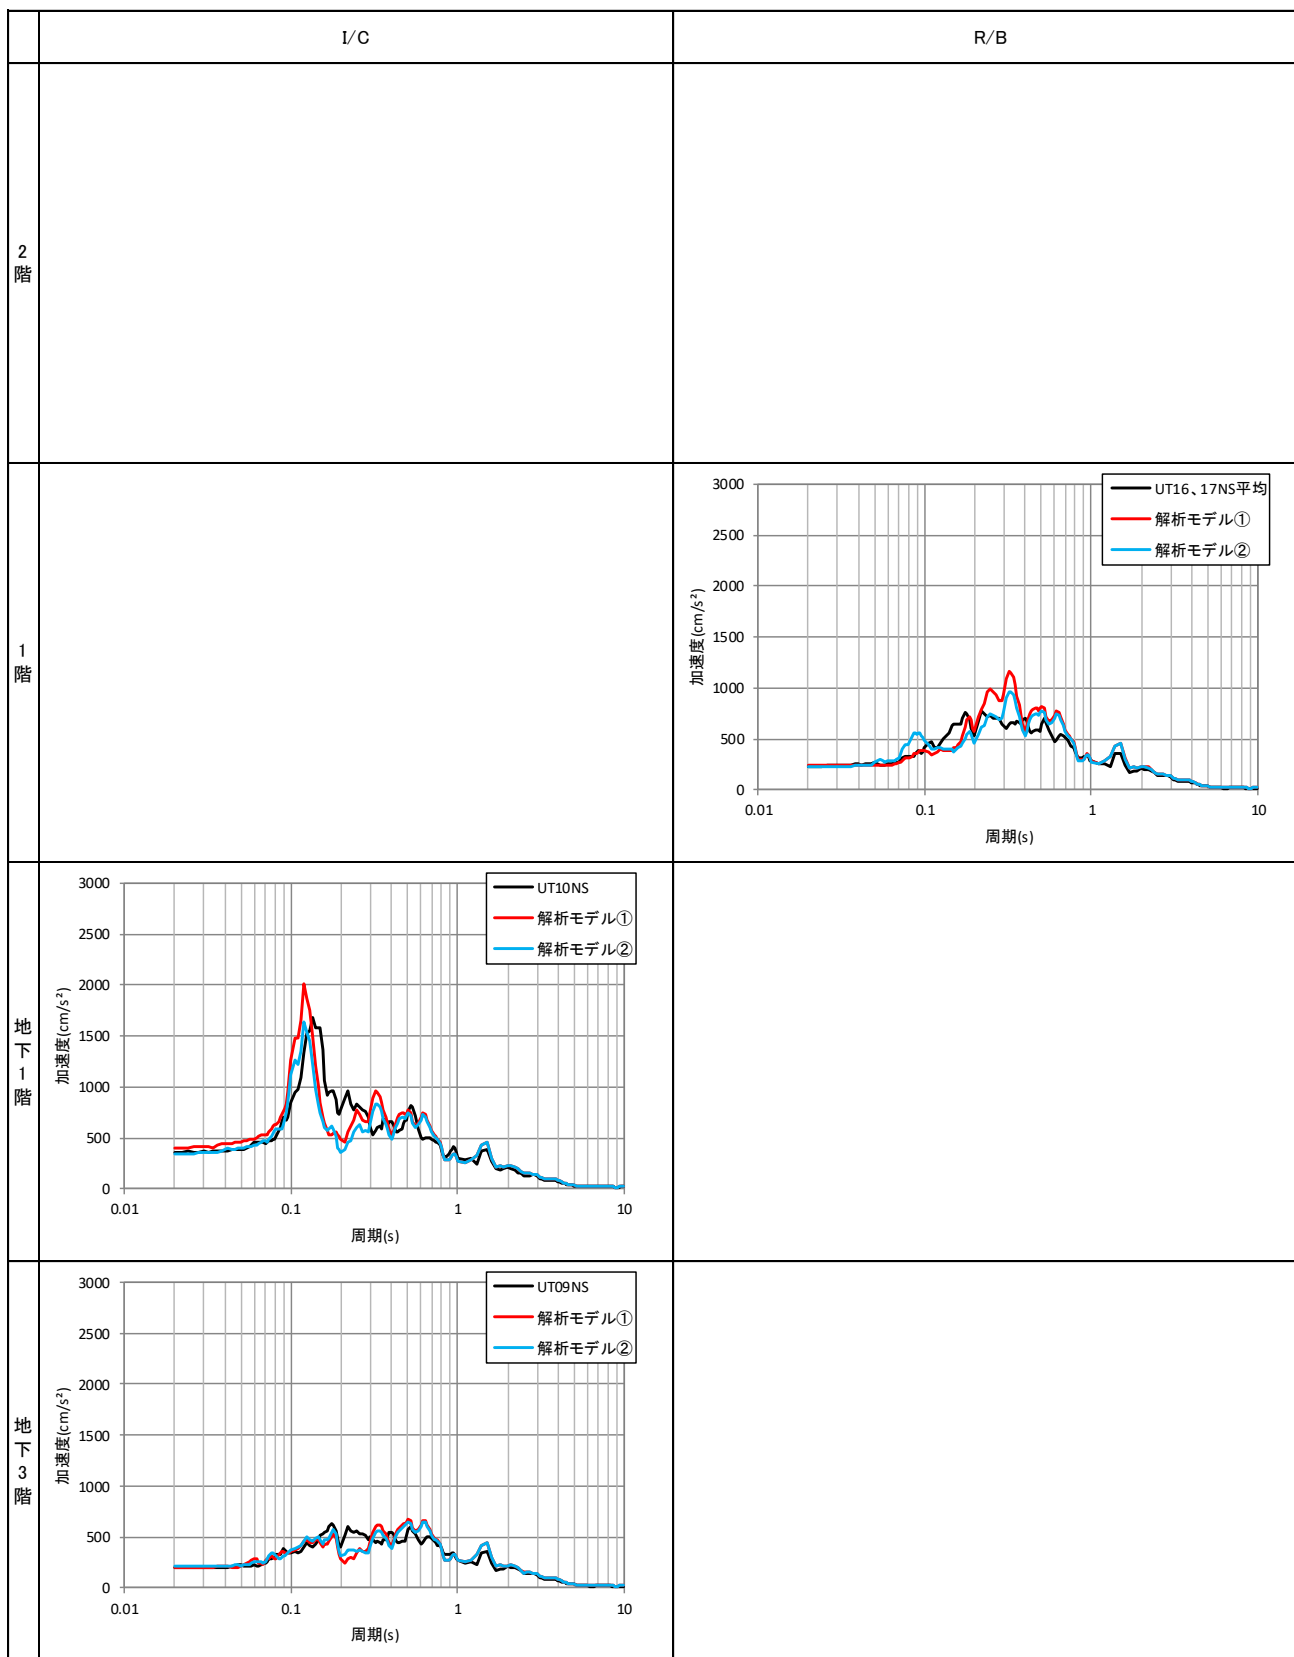 I/C
R/B
2階
1階
3000
2500
2000
1500
1000
500
0
加速度(cm/s²)
0.01
0.1
1
10
周期(s)
UT16、17NS平均
解析モデル①
解析モデル②
地下1階
3000
2500
2000
1500
1000
500
0
加速度(cm/s²)
0.01
0.1
1
10
周期(s)
UT10NS
解析モデル①
解析モデル②
地下3階
3000
2500
2000
1500
1000
500
0
加速度(cm/s²)
0.01
0.1
1
10
周期(s)
UT09NS
解析モデル①
解析モデル②